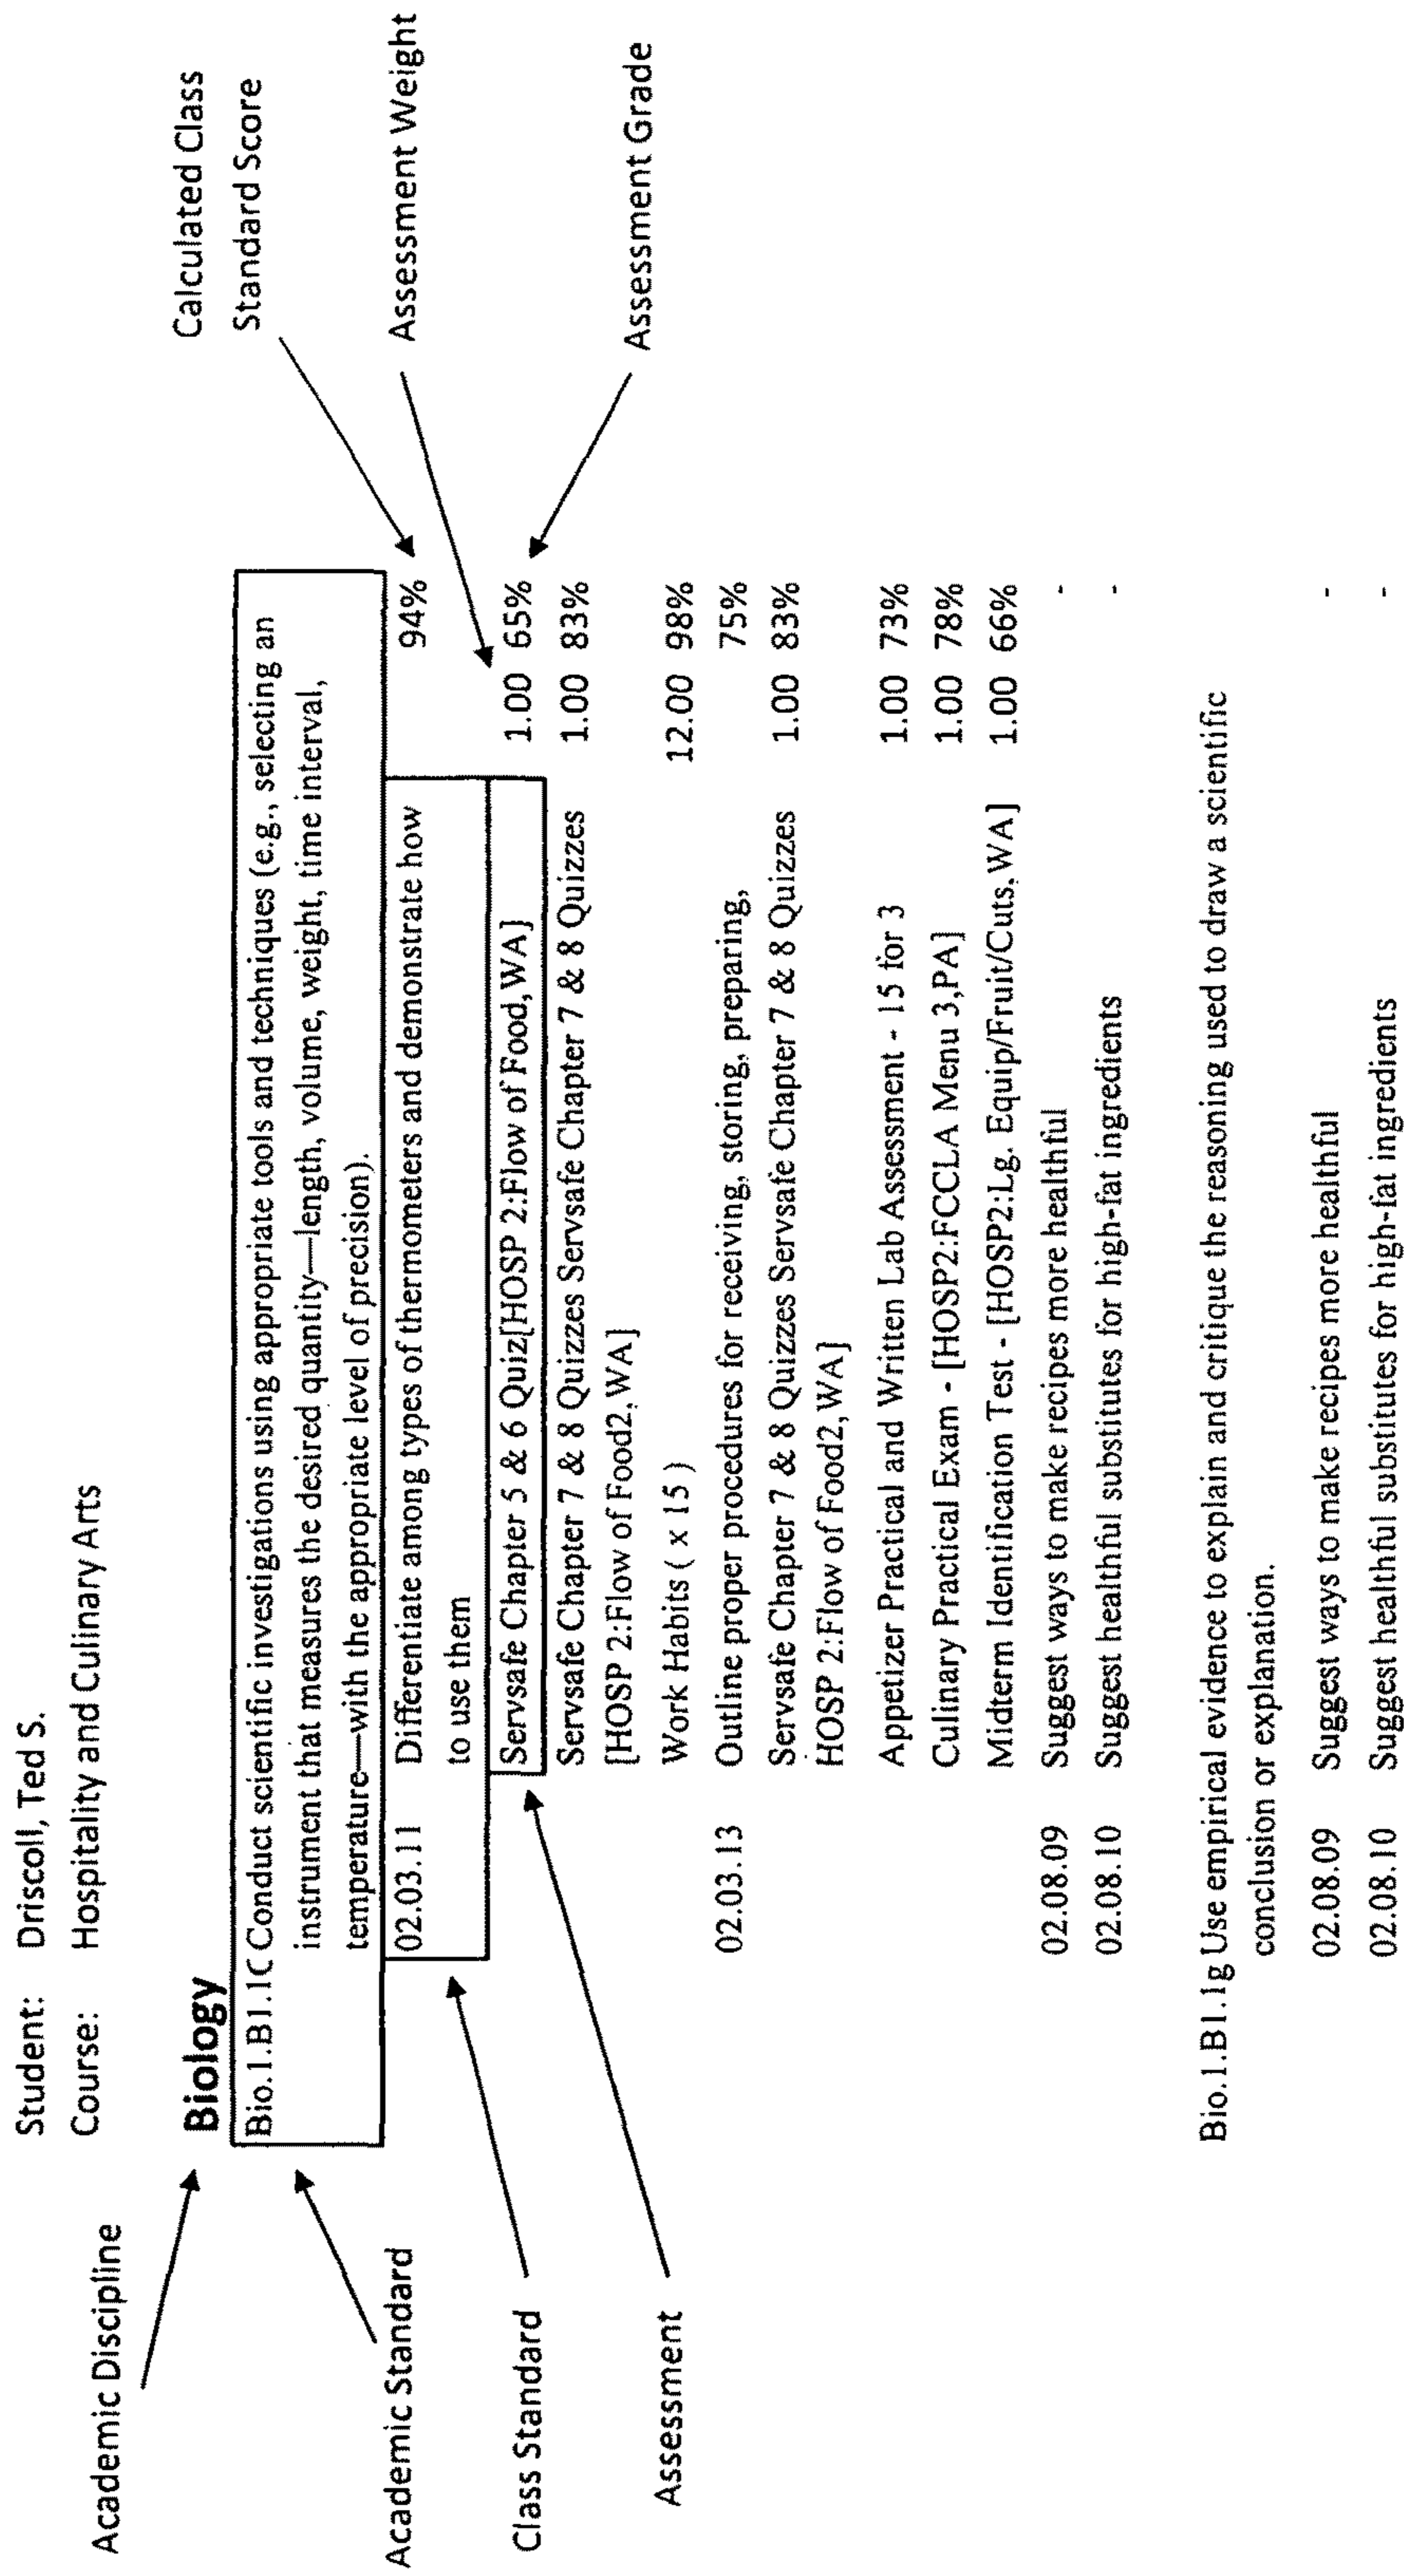 Student: Driscoll, Ted S.
Course: Hospitality and Culinary Arts
Academic Discipline
Biology
Calculated Class
Standard Score
Bio.1.B1.1C Conduct scientific investigations using appropriate tools and techniques (e.g., selecting an
instrument that measures the desired quantity—length, volume, weight, time interval,
temperature—with the appropriate level of precision).
Academic Standard
Assessment Weight
02.03.11 Differentiate among types of thermometers and demonstrate how 94%
to use them
Class Standard
Servsafe Chapter 5 & 6 Quiz[HOSP 2:Flow of Food,WA] 1.00 65%
Servsafe Chapter 7 & 8 Quizzes Servsafe Chapter 7 & 8 Quizzes 1.00 83%
[HOSP 2:Flow of Food2,WA]
Assessment Grade
Assessment
Work Habits ( x 15 ) 12.00 98%
02.03.13 Outline proper procedures for receiving, storing, preparing, 75%
Servsafe Chapter 7 & 8 Quizzes Servsafe Chapter 7 & 8 Quizzes 1.00 83%
HOSP 2:Flow of Food2,WA]
Appetizer Practical and Written Lab Assessment - 15 for 3 1.00 73%
Culinary Practical Exam - [HOSP2:FCCLA Menu 3,PA] 1.00 78%
Midterm Identification Test - [HOSP2:Lg. Equip/Fruit/Cuts,WA] 1.00 66%
02.08.09 Suggest ways to make recipes more healthful -
02.08.10 Suggest healthful substitutes for high-fat ingredients -
Bio.1.B1.1g Use empirical evidence to explain and critique the reasoning used to draw a scientific
conclusion or explanation.
02.08.09 Suggest ways to make recipes more healthful -
02.08.10 Suggest healthful substitutes for high-fat ingredients -